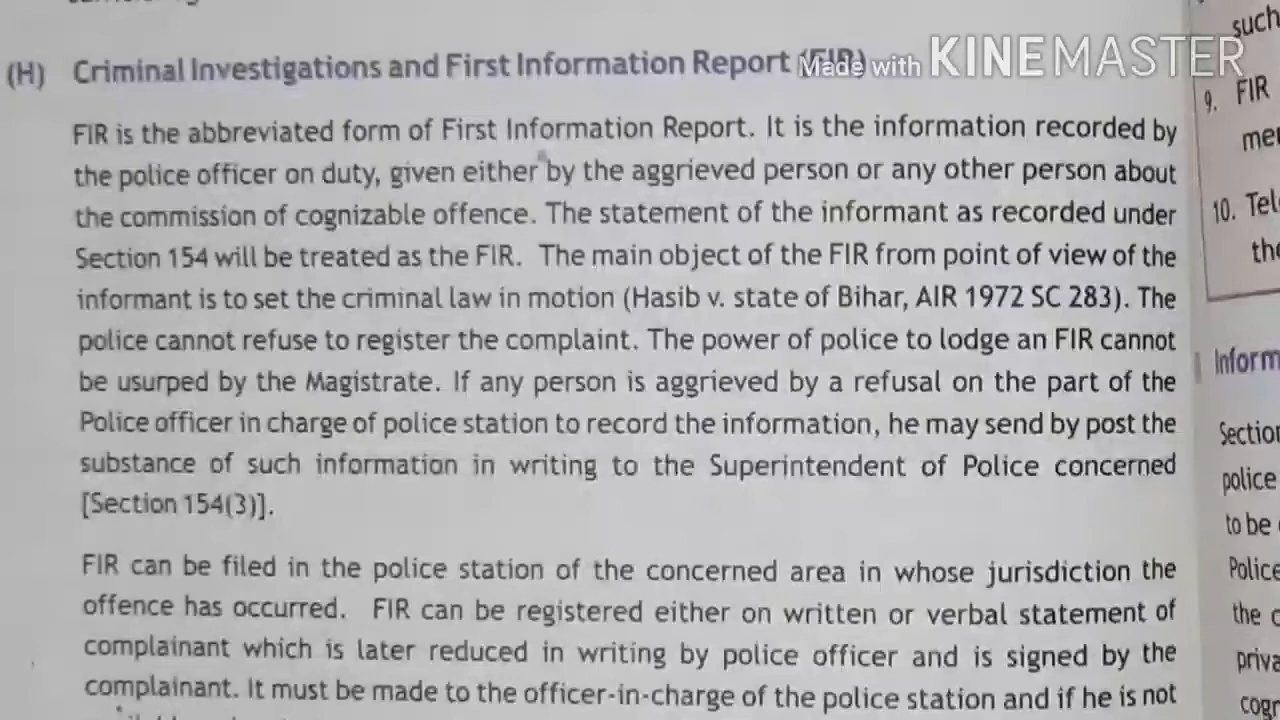 (H) Criminal Investigations and First Information Report (FIR)
Made with KINEMASTER
FIR is the abbreviated form of First Information Report. It is the information recorded by
the police officer on duty, given either by the aggrieved person or any other person about
the commission of cognizable offence. The statement of the informant as recorded under
Section 154 will be treated as the FIR. The main object of the FIR from point of view of the
informant is to set the criminal law in motion (Hasib v. state of Bihar, AIR 1972 SC 283). The
police cannot refuse to register the complaint. The power of police to lodge an FIR cannot
be usurped by the Magistrate. If any person is aggrieved by a refusal on the part of the
Police officer in charge of police station to record the information, he may send by post the
substance of such information in writing to the Superintendent of Police concerned
[Section 154(3)].
FIR can be filed in the police station of the concerned area in whose jurisdiction the
offence has occurred. FIR can be registered either on written or verbal statement of
complainant which is later reduced in writing by police officer and is signed by the
complainant. It must be made to the officer-in-charge of the police station and if he is not
such
9. FIR
10.
Police
police
to be
the